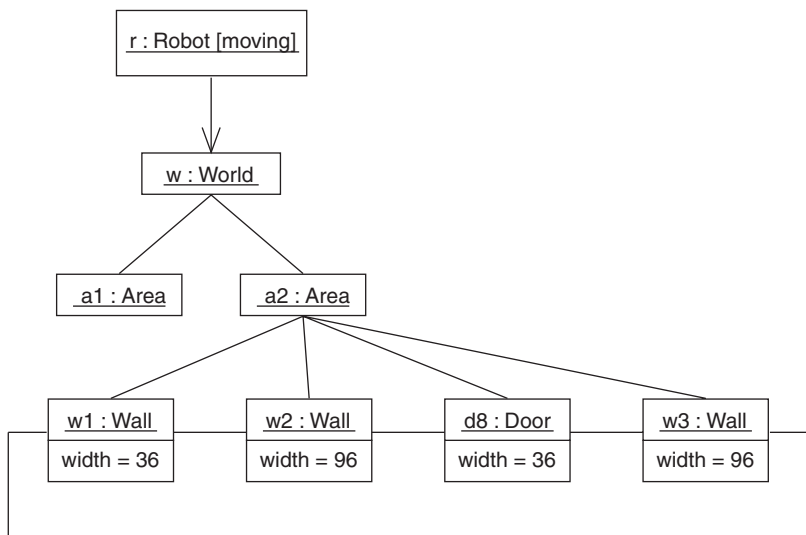 r : Robot [moving]
w : World
a1 : Area
a2 : Area
w1 : Wall
width = 36
w2 : Wall
width = 96
d8 : Door
width = 36
w3 : Wall
width = 96